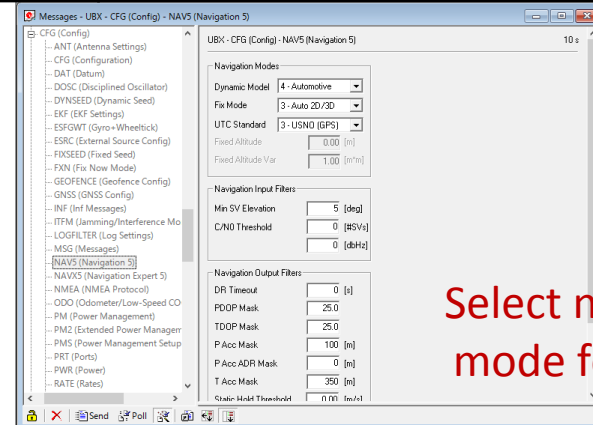 Messages - UBX - CFG (Config) - NAV5 (Navigation 5)
CFG (Config)
ANT (Antenna Settings)
CFG (Configuration)
DAT (Datum)
DOSC (Disciplined Oscillator)
DYNSEED (Dynamic Seed)
EKF (EKF Settings)
ESFGWT (Gyro+Wheeltick)
ESRC (External Source Config)
FIXSEED (Fixed Seed)
FXN (Fix Now Mode)
GEOFENCE (Geofence Config)
GNSS (GNSS Config)
INF (Inf Messages)
ITFM (Jamming/Interference Mo
LOGFILTER (Log Settings)
MSG (Messages)
NAV5 (Navigation 5)
NAVX5 (Navigation Expert 5)
NMEA (NMEA Protocol)
ODO (Odometer/Low-Speed CO
PM (Power Management)
PM2 (Extended Power Managem
PMS (Power Management Setup
PRT (Ports)
PWR (Power)
RATE (Rates)
UBX - CFG (Config) - NAV5 (Navigation 5) 10 s
Navigation Modes
Dynamic Model 4 - Automotive
Fix Mode 3 - Auto 2D/3D
UTC Standard 3 - USNO (GPS)
Fixed Altitude 0.00 [m]
Fixed Altitude Var 1.00 [m*m]
Navigation Input Filters
Min SV Elevation 5 [deg]
C/N0 Threshold 0 [#SVs]
0 [dbHz]
Navigation Output Filters
DR Timeout 0 [s]
PDOP Mask 25.0
TDOP Mask 25.0
P Acc Mask 100 [m]
P Acc ADR Mask 0 [m]
T Acc Mask 350 [m]
Static Hold Threshold 0.00 [m/s]
Select
mode
Send Poll